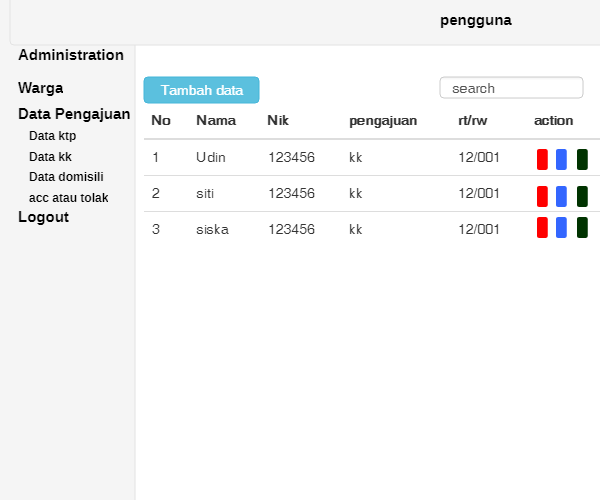 pengguna
Administration
Warga
Data Pengajuan
Data ktp
Data kk
Data domisili
acc atau tolak
Logout
Tambah data
search
No Nama Nik pengajuan rt/rw action
1 Udin 123456 kk 12/001
2 siti 123456 kk 12/001
3 siska 123456 kk 12/001